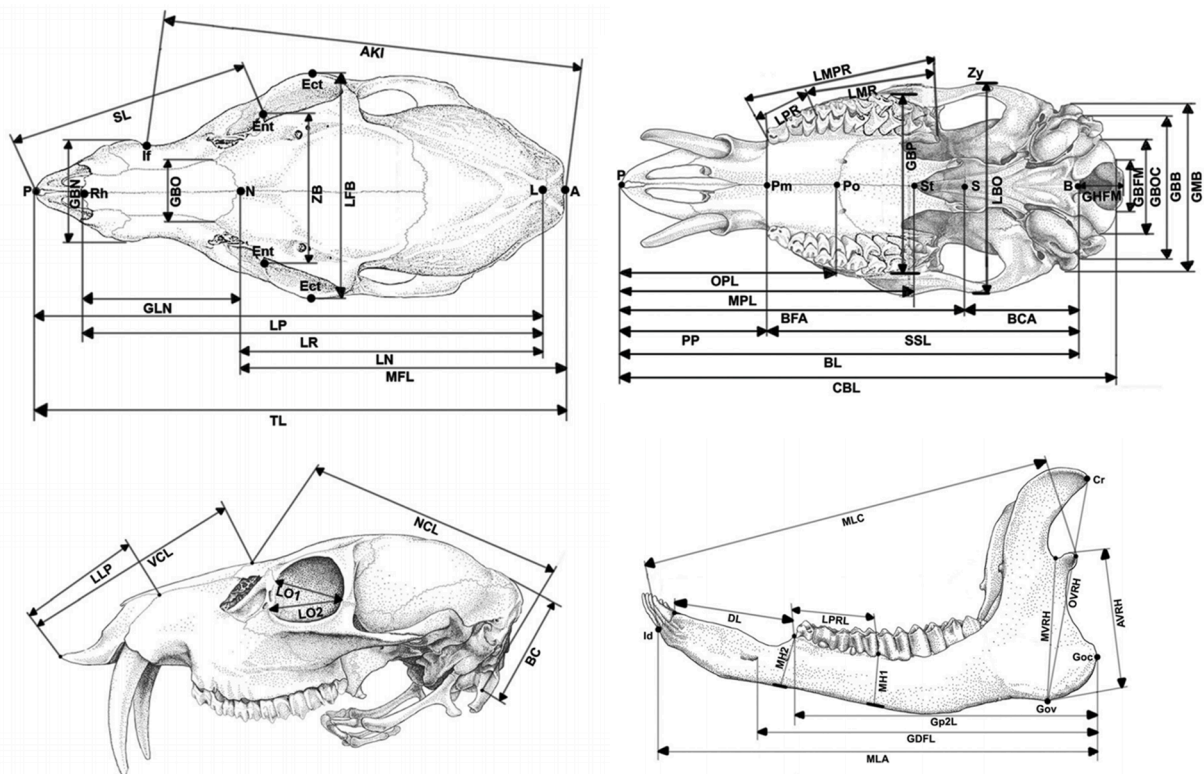 AKI
SL
Ect
Ent
If
P
Rh
GBN
GBO
N
ZB
LFB
L
A
Ent
Ect
GLN
LP
LR
LN
MFL
TL
LMPR
LPR
LMR
Zy
P
Pm
Po
GBP
St
S
LBO
B
GHFM
GBFM
GBOC
GBB
GMB
OPL
MPL
BFA
BCA
PP
SSL
BL
CBL
NCL
LLP
VCL
LO1
LO2
BC
MLC
Cr
Id
DL
LPRL
MH2
MH1
MVRH
OVRH
AVRH
Goc
Gov
Gp2L
GDFL
MLA